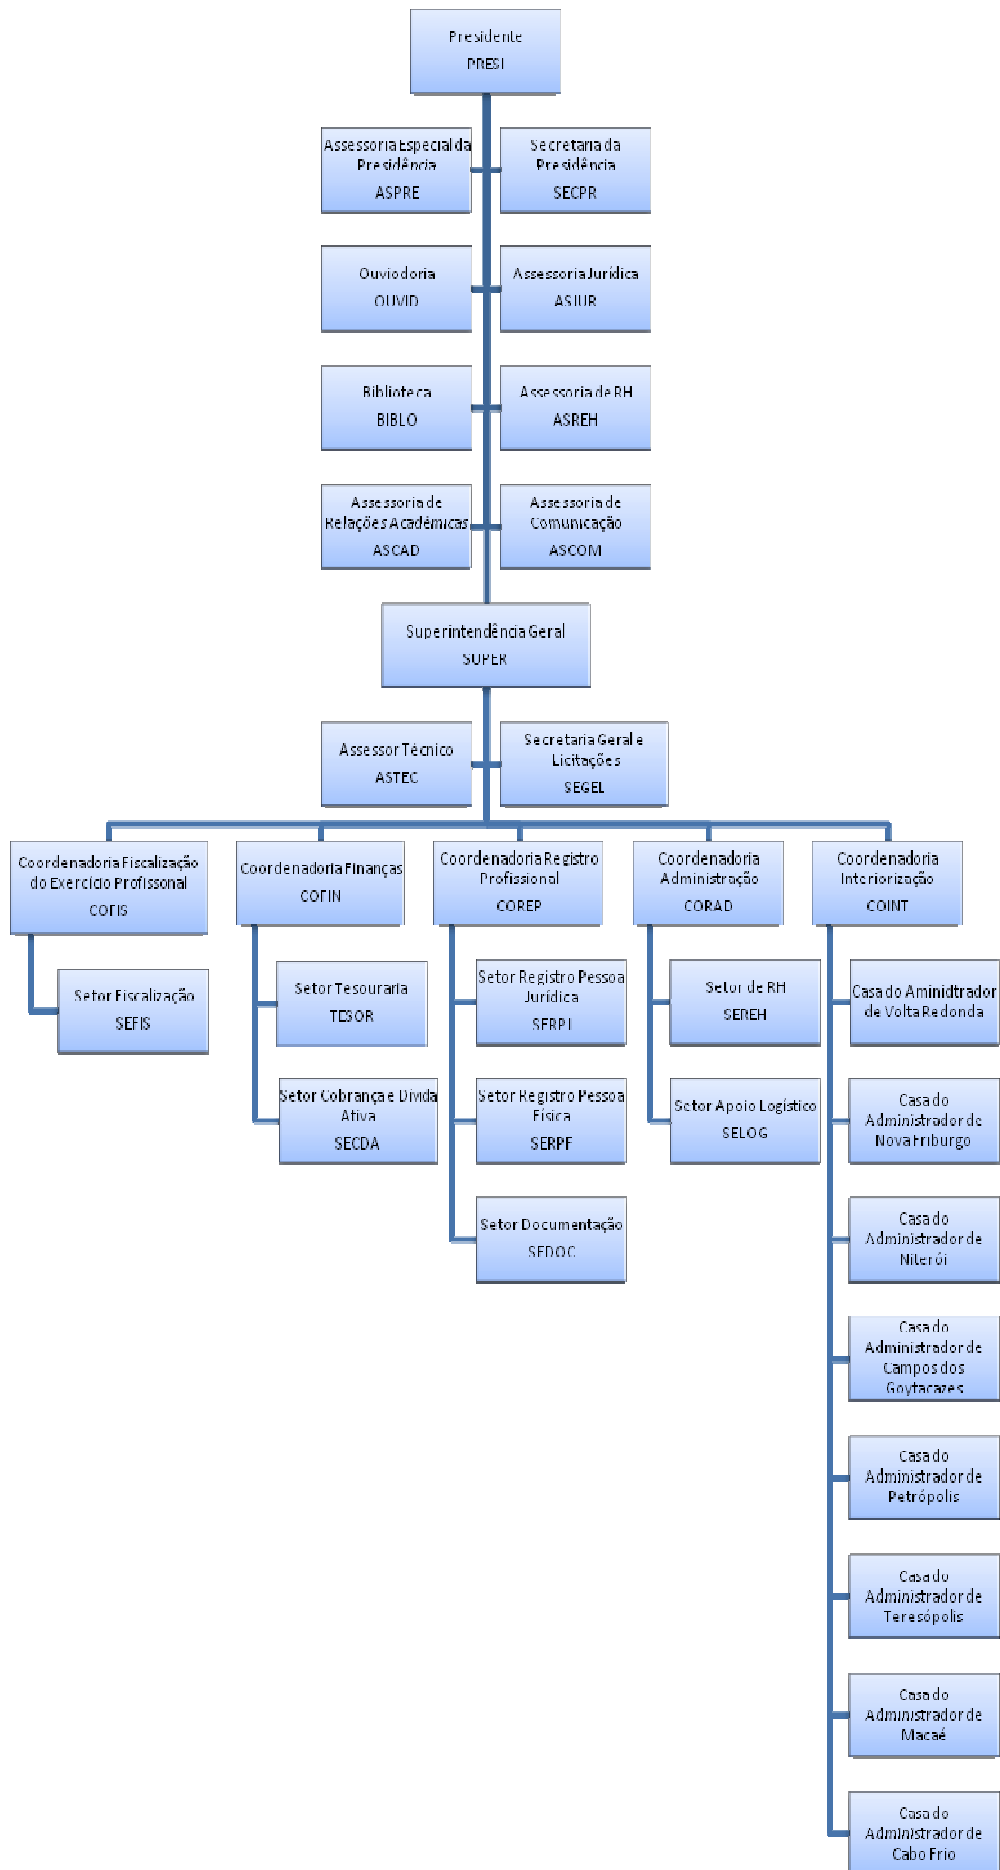 Presidente
PRESI
Assessoria Especial da
Presidência
ASPRE
Secretaria da
Presidência
SECPR
Ouviodoria
OUVID
Assessoria Jurídica
ASJUR
Biblioteca
BIBLO
Assessoria de RH
ASREH
Assessoria de
Relações Acadêmicas
ASCAD
Assessoria de
Comunicação
ASCOM
Superintendência Geral
SUPER
Assessor Técnico
ASTEC
Secretaria Geral e
Licitações
SEGEL
Coordenadoria Fiscalização
do Exercício Profissonal
COFIS
Coordenadoria Finanças
COFIN
Coordenadoria Registro
Profissional
COREP
Coordenadoria
Administração
CORAD
Coordenadoria
Interiorização
COINT
Setor Fiscalização
SEFIS
Setor Tesouraria
TESOR
Setor Cobrança e Dívida
Ativa
SECDA
Setor Registro Pessoa
Jurídica
SERPJ
Setor Registro Pessoa
Física
SERPF
Setor Documentação
SEDOC
Setor de RH
SEREH
Setor Apoio Logístico
SELOG
Casa do Aminidtrador
de Volta Redonda
Casa do
Administrador de
Nova Friburgo
Casa do
Administrador de
Niterói
Casa do
Administrador de
Campos dos
Goytacazes
Casa do
Administrador de
Petrópolis
Casa do
Administrador de
Teresópolis
Casa do
Administrador de
Macaé
Casa do
Administrador de
Cabo Frio